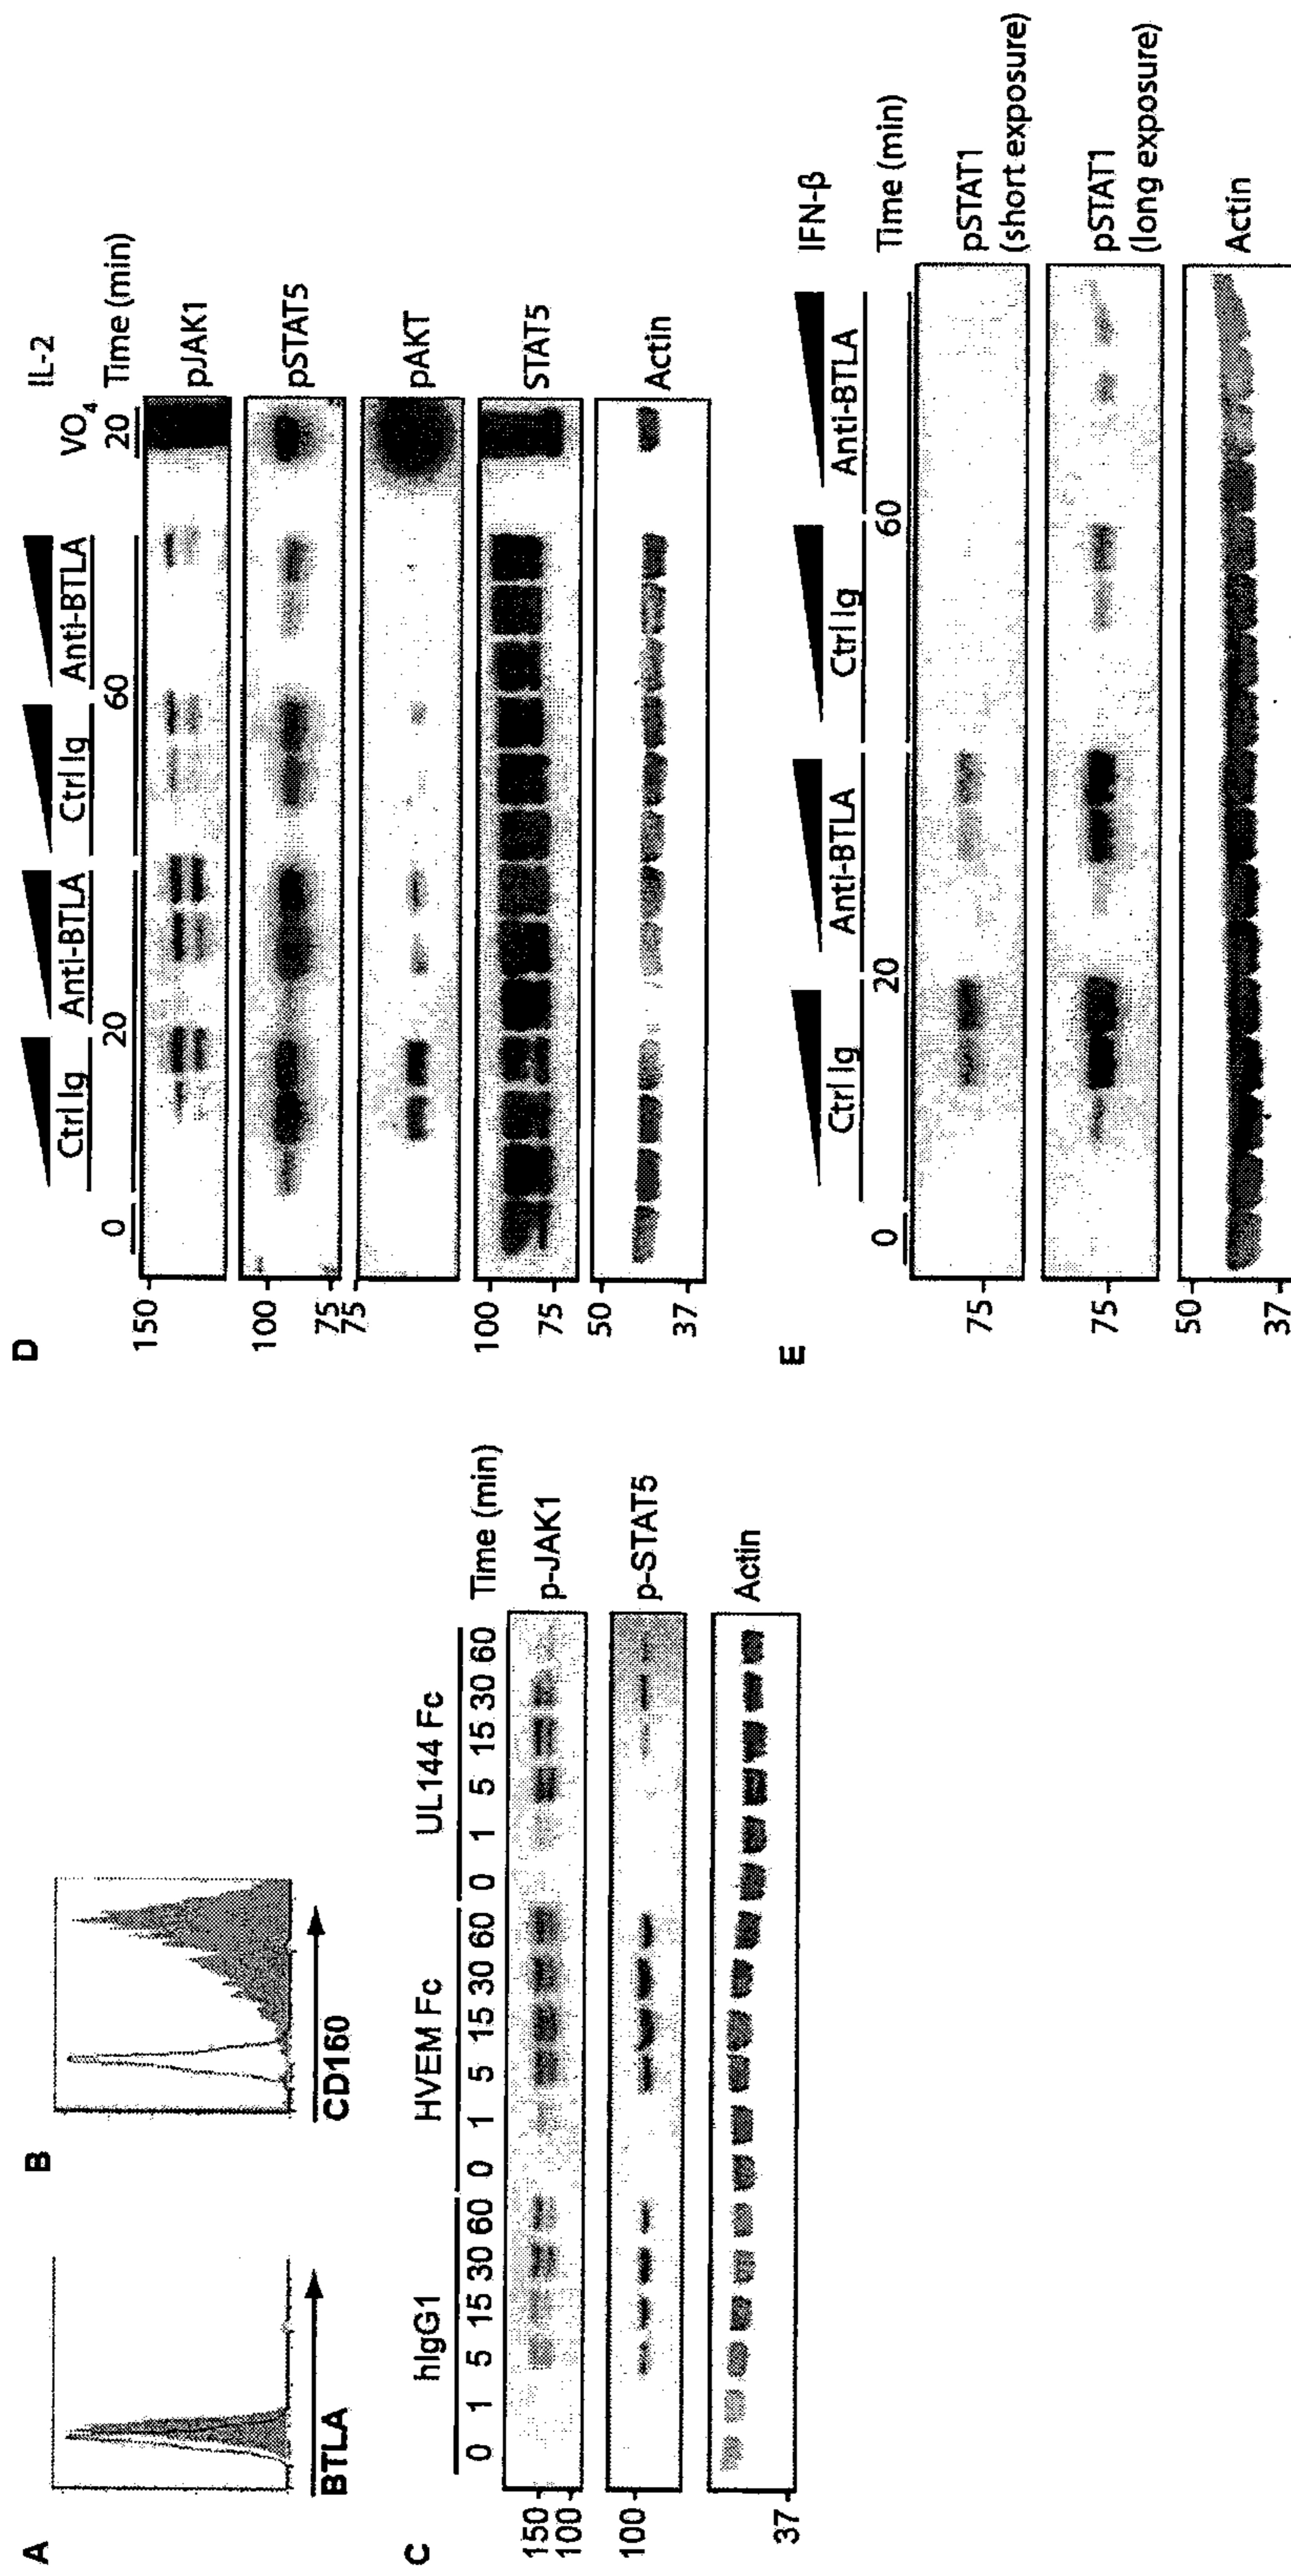 A
BTLA
B
CD160
C
hIgG1 HVEM Fc UL144 Fc
0 1 5 15 30 60 0 1 5 15 30 60 0 1 5 15 30 60 Time (min)
150
100
p-JAK1
100
p-STAT5
37
Actin
D
Ctrl Ig Anti-BTLA Ctrl Ig Anti-BTLA VO4 IL-2
0 20 60 20 Time (min)
150
pJAK1
100
75
pSTAT5
75
pAKT
100
75
STAT5
50
37
Actin
E
IFN-β
Ctrl Ig Anti-BTLA Ctrl Ig Anti-BTLA
0 20 60 Time (min)
75
pSTAT1
(short exposure)
75
pSTAT1
(long exposure)
50
37
Actin